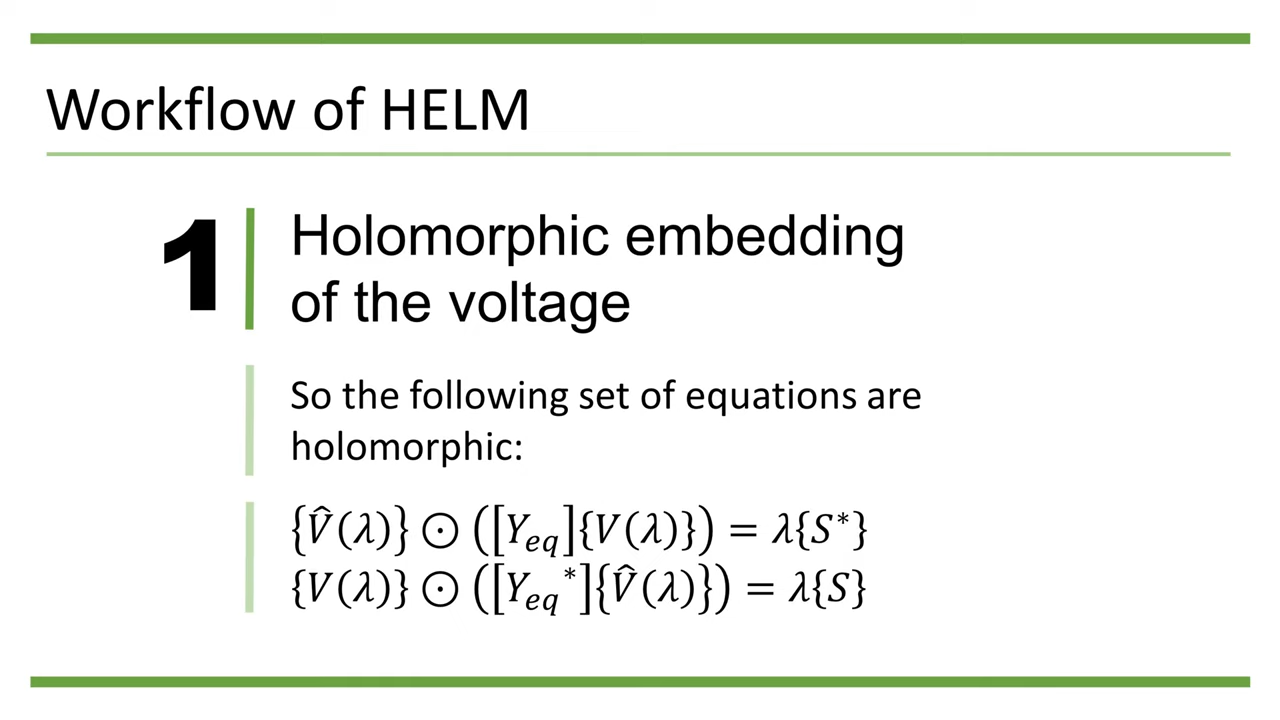 Workflow of HELM
1
Holomorphic embedding
of the voltage
So the following set of equations are
holomorphic:
{V̂(λ)} ⊙ ([Y_eq]{V(λ)}) = λ{S*}
{V(λ)} ⊙ ([Y_eq*]{V̂(λ)}) = λ{S}